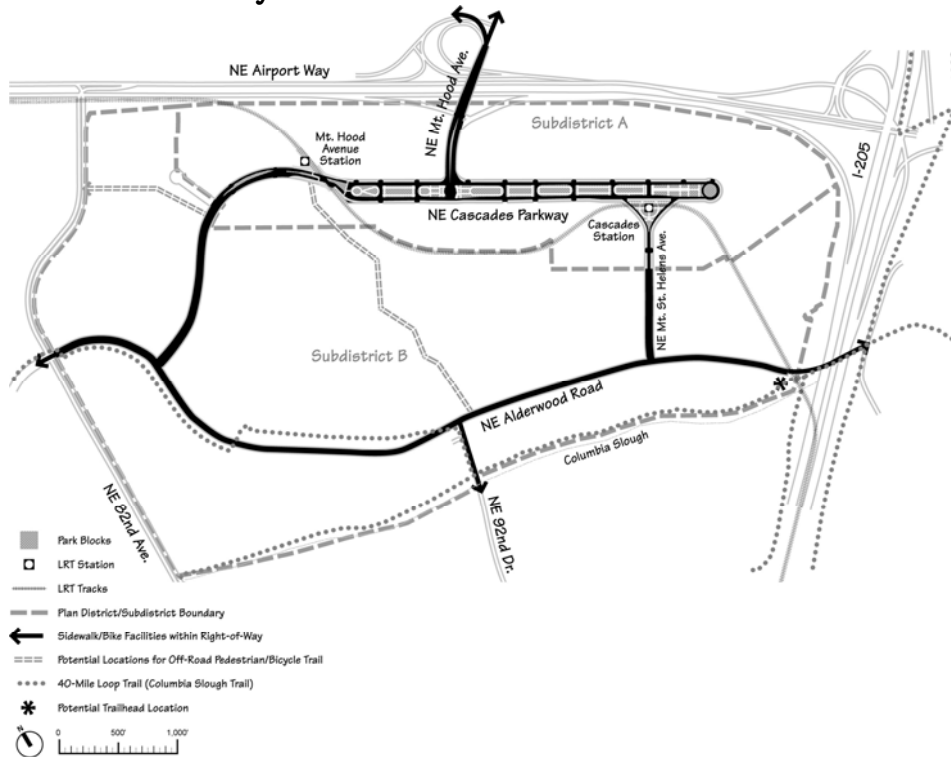 NE Airport Way
NE Mt. Hood Ave.
Subdistrict A
I-205
Mt. Hood
Avenue
Station
NE Cascades Parkway
Cascades
Station
NE Mt. St. Helens Ave.
Subdistrict B
NE Alderwood Road
Columbia Slough
NE 82nd Ave.
NE 92nd Dr.
Park Blocks
LRT Station
LRT Tracks
Plan District/Subdistrict Boundary
Sidewalk/Bike Facilities within Right-of-Way
Potential Locations for Off-Road Pedestrian/Bicycle Trail
40-Mile Loop Trail (Columbia Slough Trail)
Potential Trailhead Location
N
0 500' 1,000'